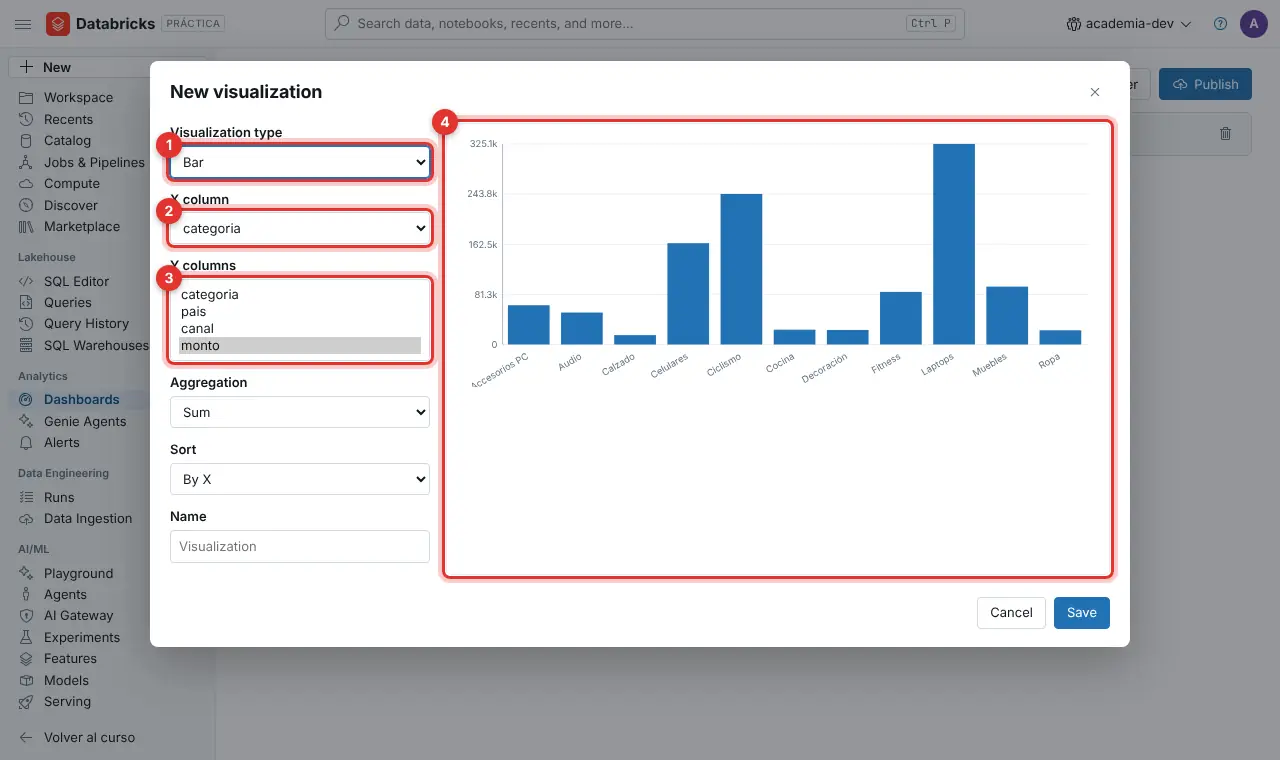 Databricks PRÁCTICA
Search data, notebooks, recents, and more...
Ctrl P
academia-dev
?
A
New
Workspace
Recents
Catalog
Jobs & Pipelines
Compute
Discover
Marketplace
Lakehouse
SQL Editor
Queries
Query History
SQL Warehouses
Analytics
Dashboards
Genie Agents
Alerts
Data Engineering
Runs
Data Ingestion
AI/ML
Playground
Agents
AI Gateway
Experiments
Features
Models
Serving
Volver al curso
er
Publish
New visualization
Visualization type
1
Bar
X column
2
categoria
Y columns
3
categoria
pais
canal
monto
Aggregation
Sum
Sort
By X
Name
Visualization
4
325.1k
243.8k
162.5k
81.3k
0
Accesorios PC
Audio
Calzado
Celulares
Ciclismo
Cocina
Decoración
Fitness
Laptops
Muebles
Ropa
Cancel
Save